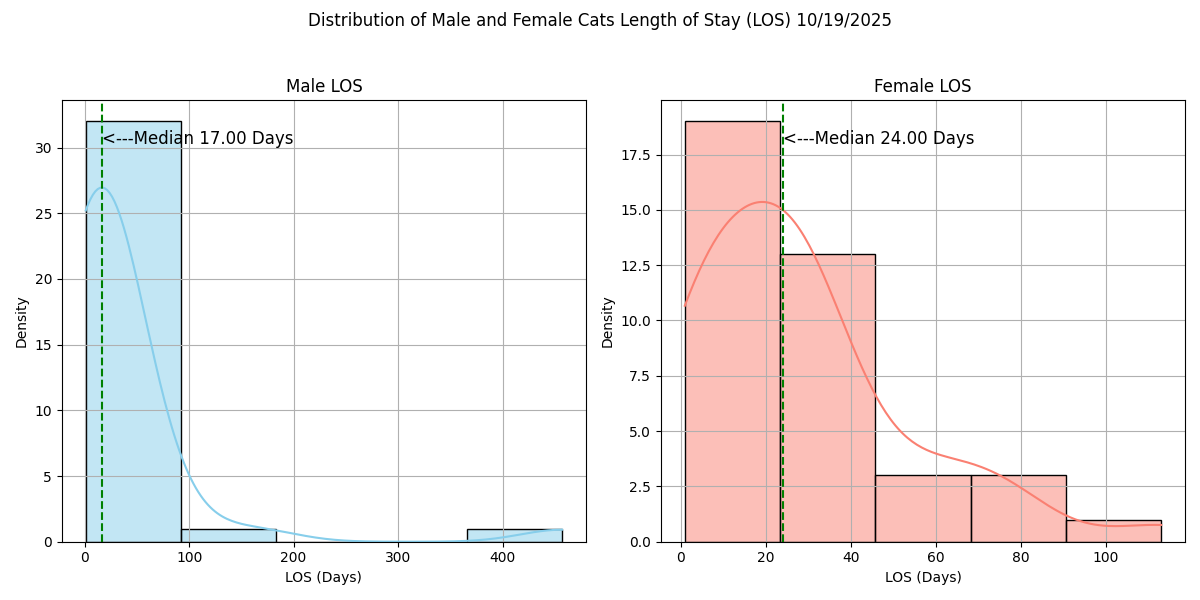 Distribution of Male and Female Cats Length of Stay (LOS) 10/19/2025
Male LOS
<---Median 17.00 Days
Density
30
25
20
15
10
5
0
0 100 200 300 400
LOS (Days)
Female LOS
<---Median 24.00 Days
Density
17.5
15.0
12.5
10.0
7.5
5.0
2.5
0.0
0 20 40 60 80 100
LOS (Days)